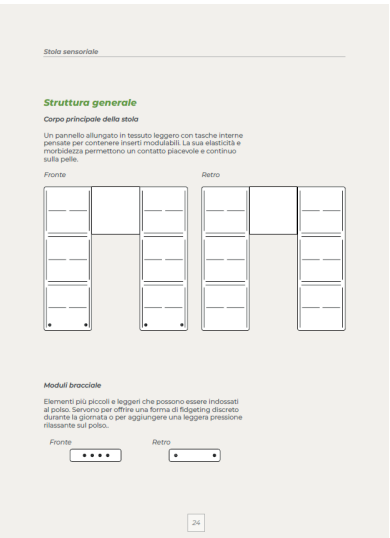 Stola sensoriale
Struttura generale
Corpo principale della stola
Un pannello allungato in tessuto leggero con tasche interne
pensate per contenere inserti modulabili. La sua elasticità e
morbidezza permettono un contatto piacevole e continuo
sulla pelle.
Fronte
Retro
Moduli bracciale
Elementi più piccoli e leggeri che possono essere indossati
al polso. Servono per offrire una forma di fidgeting discreto
durante la giornata o per aggiungere una leggera pressione
rilassante sul polso..
Fronte
Retro
24